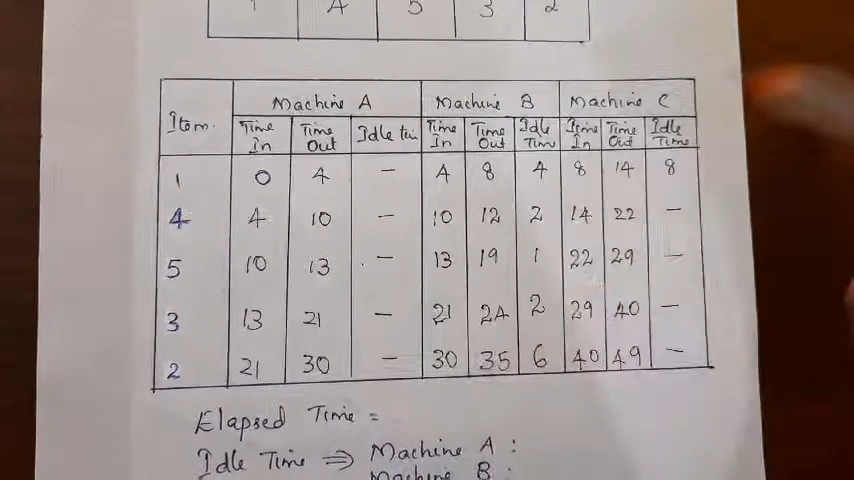 1 4 5 3 2
Item. Machine A Machine B Machine C
Time In Time Out Idle tim Time In Time Out Idle Time Time In Time Out Idle Time
1 0 4 - 4 8 4 8 14 8
4 4 10 - 10 12 2 14 22 -
5 10 13 - 13 19 1 22 29 -
3 13 21 - 21 24 2 29 40 -
2 21 30 - 30 35 6 40 49 -
Elapsed Time =
Idle Time ⇒ Machine A :
Machine B :